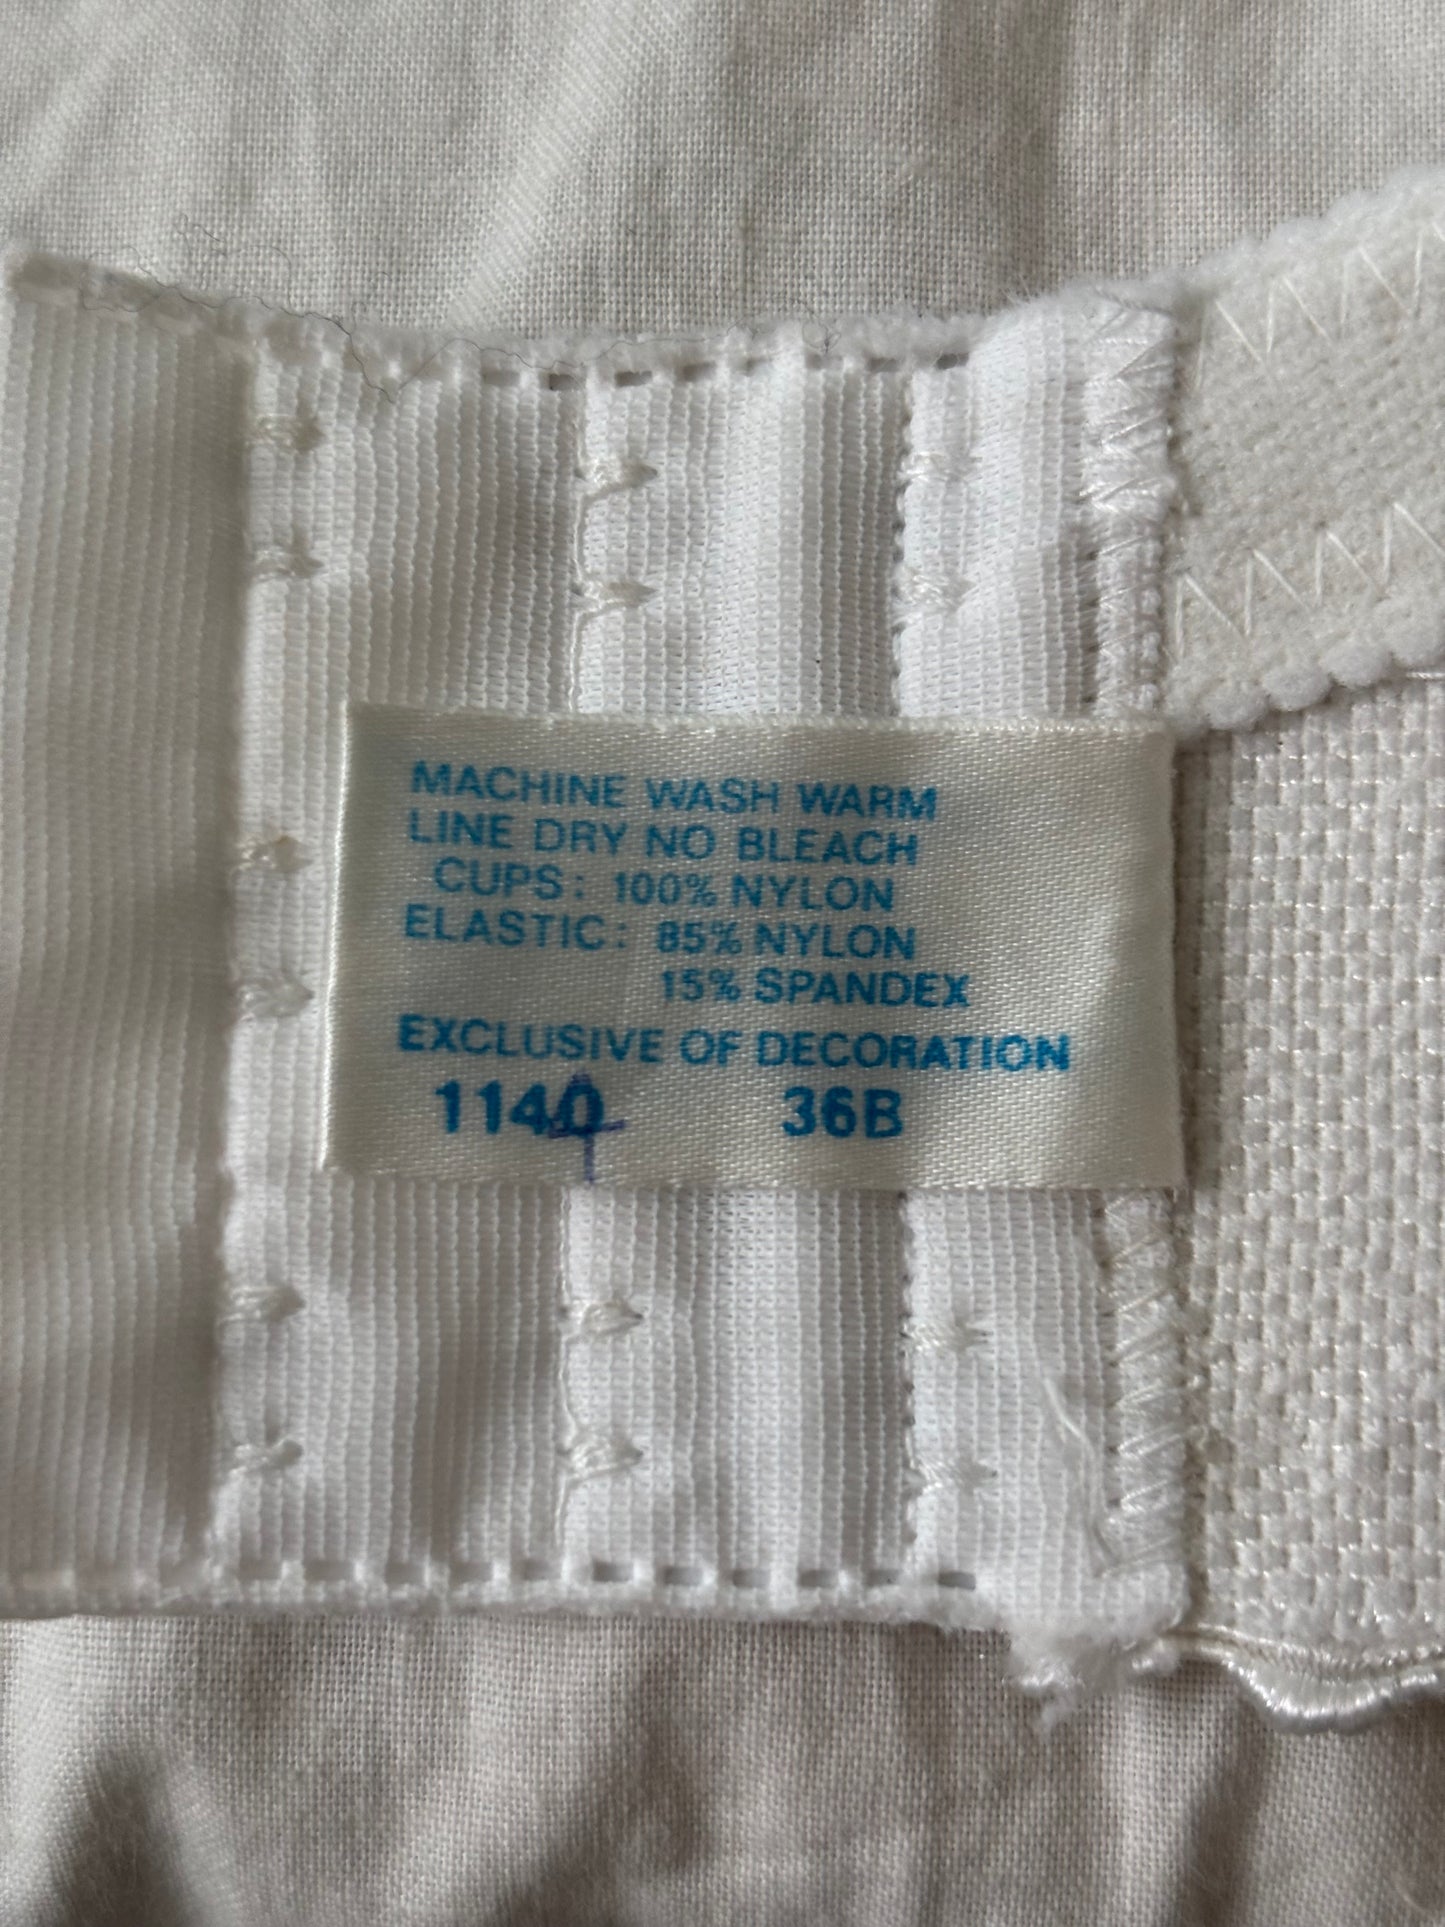 MACHINE WASH WARM
LINE DRY NO BLEACH
CUPS: 100% NYLON
ELASTIC: 85% NYLON
15% SPANDEX
EXCLUSIVE OF DECORATION
1140 36B